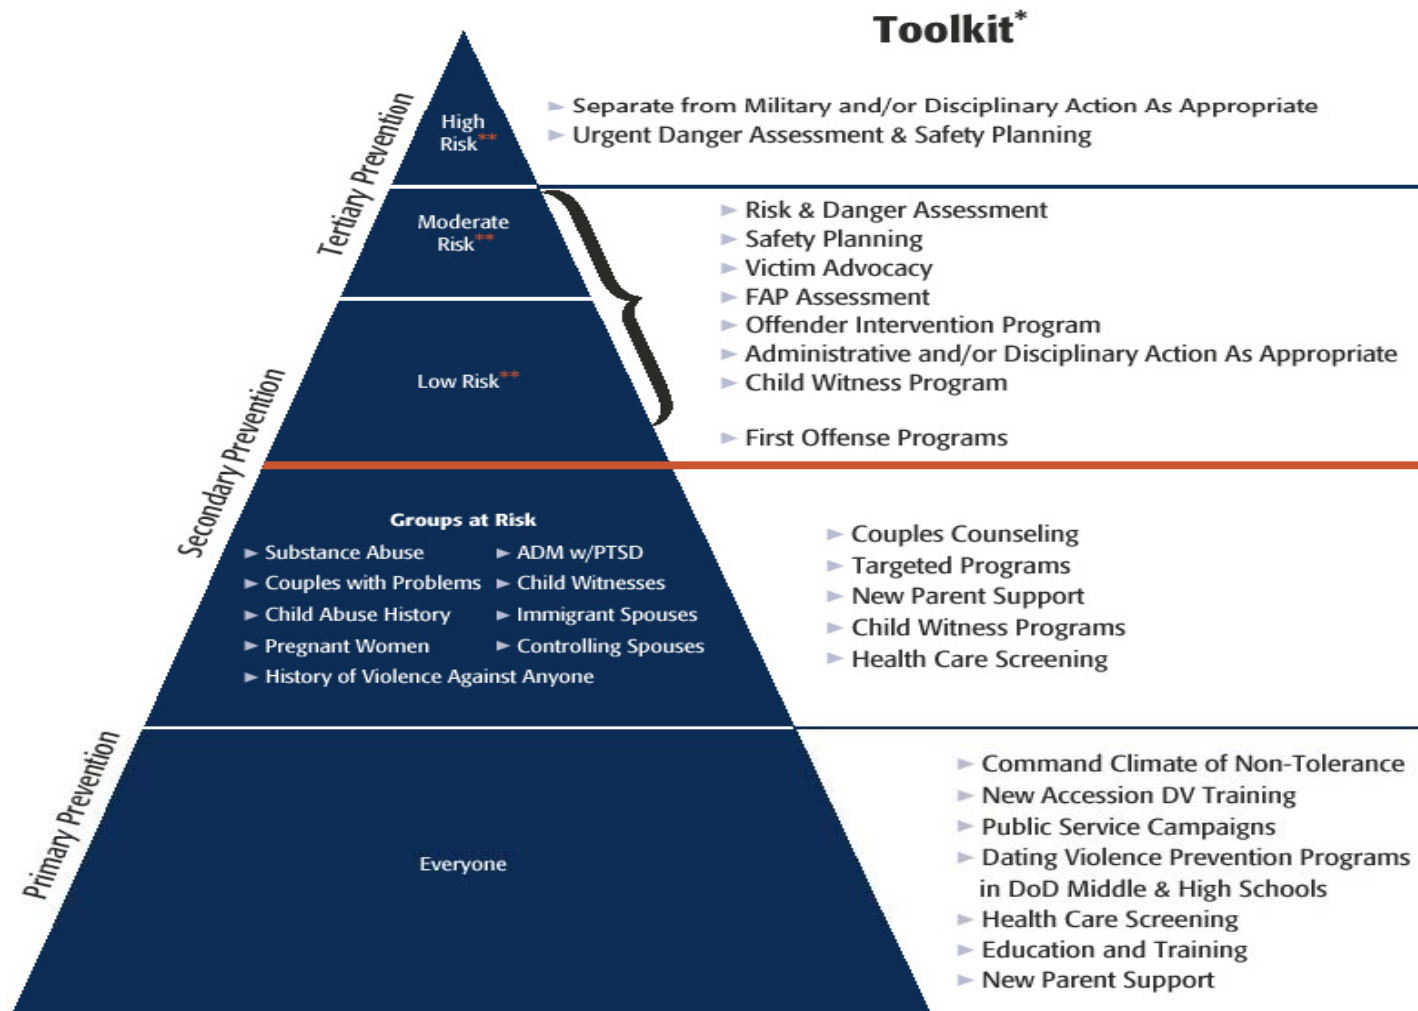 Toolkit*
Tertiary Prevention
High
Risk**
► Separate from Military and/or Disciplinary Action As Appropriate
► Urgent Danger Assessment & Safety Planning
Moderate
Risk**
► Risk & Danger Assessment
► Safety Planning
► Victim Advocacy
► FAP Assessment
► Offender Intervention Program
► Administrative and/or Disciplinary Action As Appropriate
► Child Witness Program
► First Offense Programs
Low Risk**
Secondary Prevention
Groups at Risk
► Substance Abuse
► Couples with Problems
► Child Abuse History
► Pregnant Women
► History of Violence Against Anyone
► ADM w/PTSD
► Child Witnesses
► Immigrant Spouses
► Controlling Spouses
► Couples Counseling
► Targeted Programs
► New Parent Support
► Child Witness Programs
► Health Care Screening
Primary Prevention
Everyone
► Command Climate of Non-Tolerance
► New Accession DV Training
► Public Service Campaigns
► Dating Violence Prevention Programs
in DoD Middle & High Schools
► Health Care Screening
► Education and Training
► New Parent Support